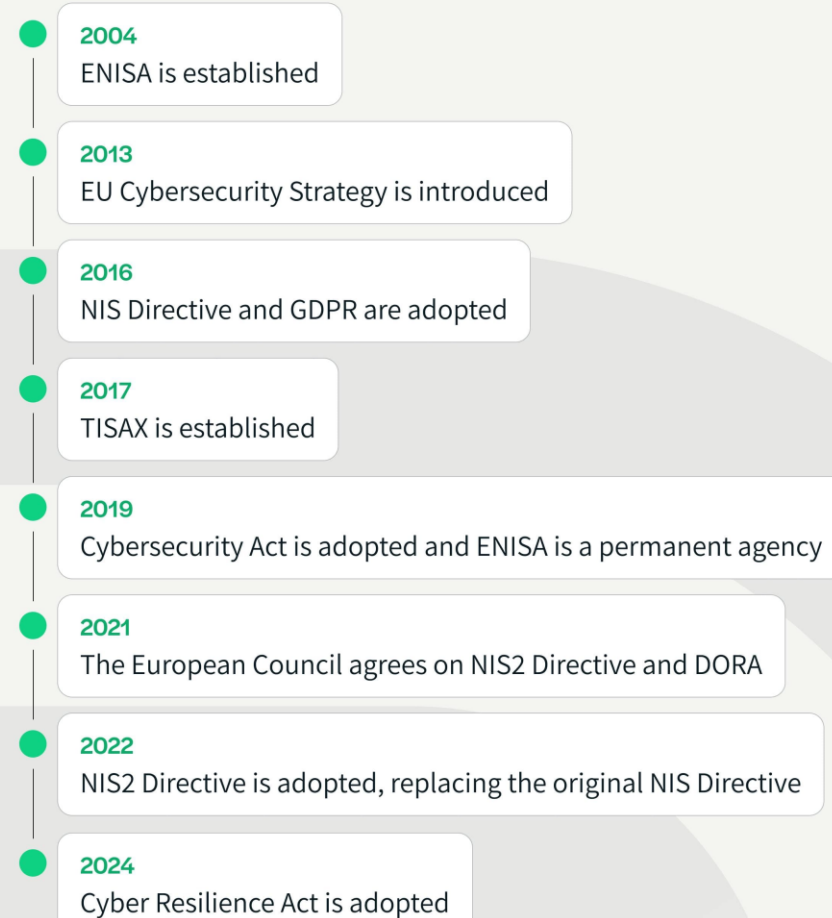 2004
ENISA is established
2013
EU Cybersecurity Strategy is introduced
2016
NIS Directive and GDPR are adopted
2017
TISAX is established
2019
Cybersecurity Act is adopted and ENISA is a permanent agency
2021
The European Council agrees on NIS2 Directive and DORA
2022
NIS2 Directive is adopted, replacing the original NIS Directive
2024
Cyber Resilience Act is adopted